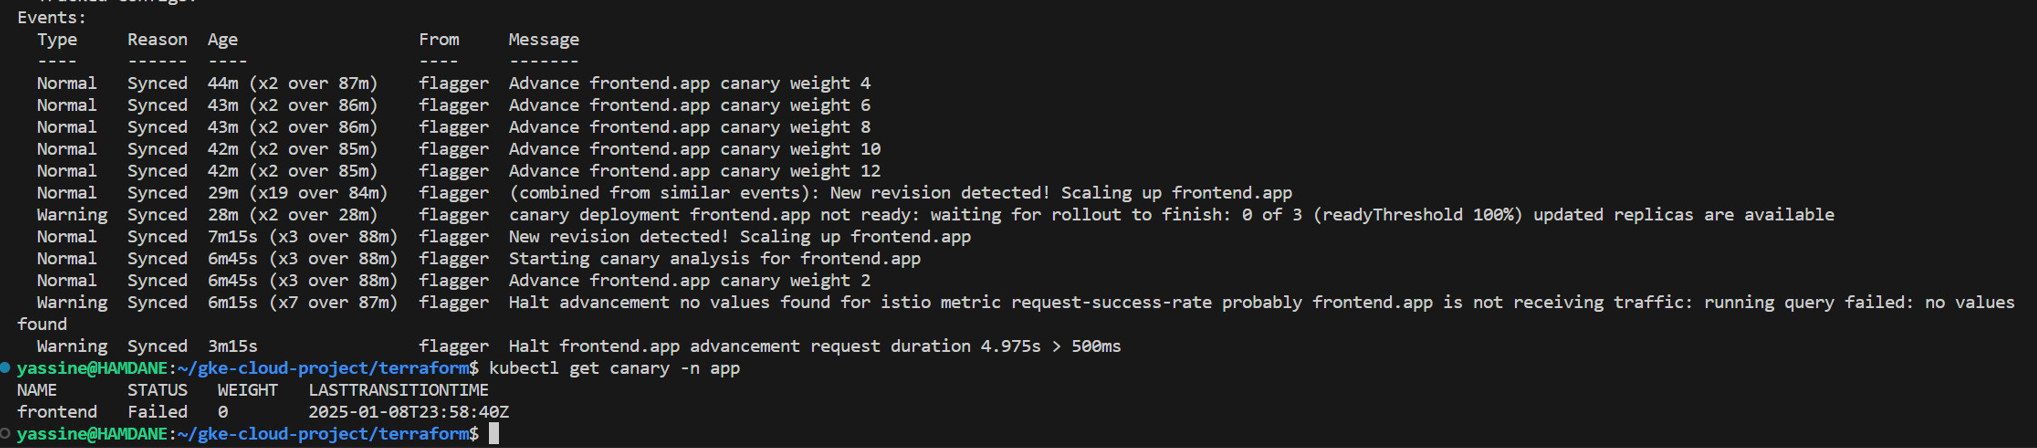 Tracked Configs:
Events:
  Type     Reason  Age                  From     Message
  ----     ------  ----                 ----     -------
  Normal   Synced  44m (x2 over 87m)    flagger  Advance frontend.app canary weight 4
  Normal   Synced  43m (x2 over 86m)    flagger  Advance frontend.app canary weight 6
  Normal   Synced  43m (x2 over 86m)    flagger  Advance frontend.app canary weight 8
  Normal   Synced  42m (x2 over 85m)    flagger  Advance frontend.app canary weight 10
  Normal   Synced  42m (x2 over 85m)    flagger  Advance frontend.app canary weight 12
  Normal   Synced  29m (x19 over 84m)   flagger  (combined from similar events): New revision detected! Scaling up frontend.app
  Warning  Synced  28m (x2 over 28m)    flagger  canary deployment frontend.app not ready: waiting for rollout to finish: 0 of 3 (readyThreshold 100%) updated replicas are available
  Normal   Synced  7m15s (x3 over 88m)  flagger  New revision detected! Scaling up frontend.app
  Normal   Synced  6m45s (x3 over 88m)  flagger  Starting canary analysis for frontend.app
  Normal   Synced  6m45s (x3 over 88m)  flagger  Advance frontend.app canary weight 2
  Warning  Synced  6m15s (x7 over 87m)  flagger  Halt advancement no values found for istio metric request-success-rate probably frontend.app is not receiving traffic: running query failed: no values
found
  Warning  Synced  3m15s                flagger  Halt frontend.app advancement request duration 4.975s > 500ms
yassine@HAMDANE:~/gke-cloud-project/terraform$ kubectl get canary -n app
NAME       STATUS   WEIGHT   LASTTRANSITIONTIME
frontend   Failed   0        2025-01-08T23:58:40Z
yassine@HAMDANE:~/gke-cloud-project/terraform$